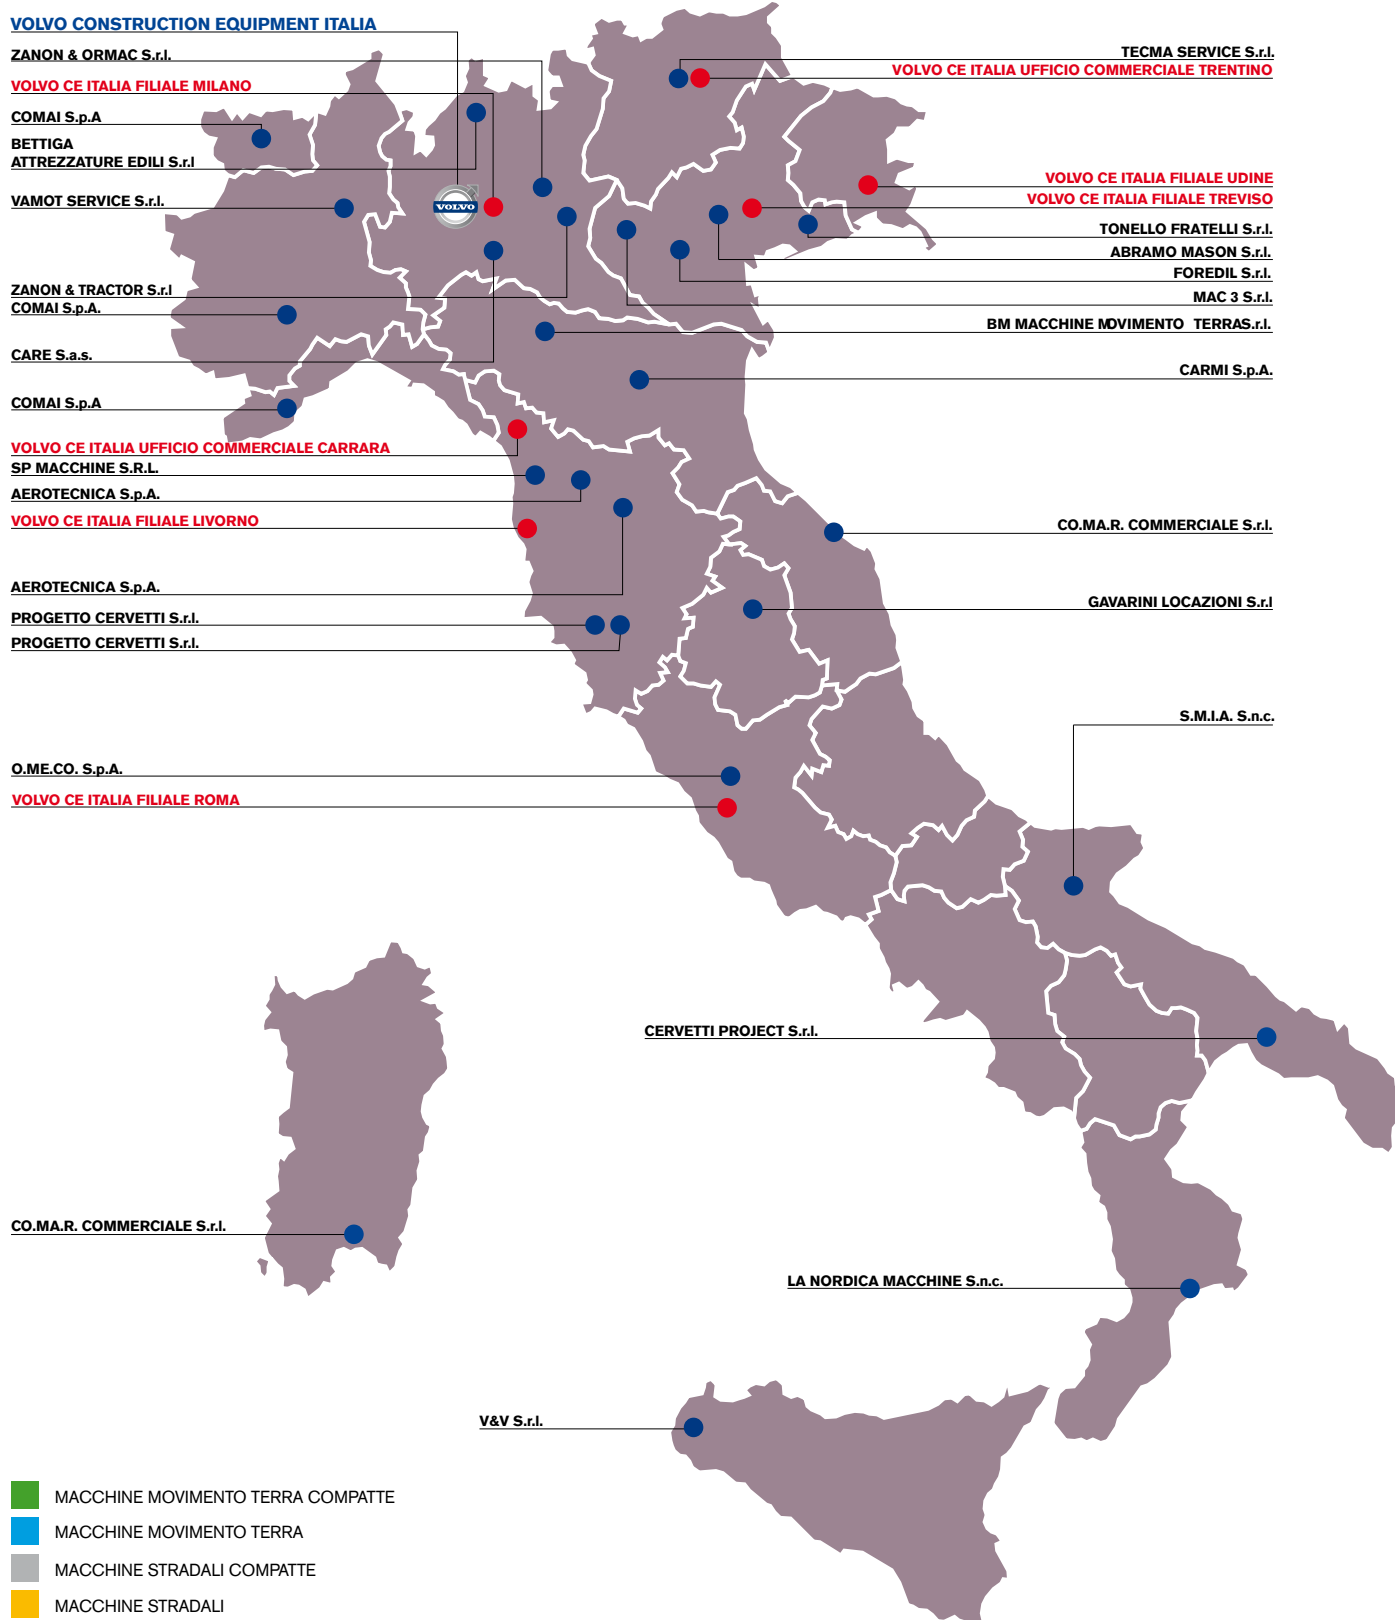 VOLVO CONSTRUCTION EQUIPMENT ITALIA
ZANON & ORMAC S.r.l.
VOLVO CE ITALIA FILIALE MILANO
COMAI S.p.A
BETTIGA
ATTREZZATURE EDILI S.r.l
VAMOT SERVICE S.r.l.
ZANON & TRACTOR S.r.l
COMAI S.p.A.
CARE S.a.s.
COMAI S.p.A
VOLVO CE ITALIA UFFICIO COMMERCIALE CARRARA
SP MACCHINE S.R.L.
AEROTECNICA S.p.A.
VOLVO CE ITALIA FILIALE LIVORNO
AEROTECNICA S.p.A.
PROGETTO CERVETTI S.r.l.
PROGETTO CERVETTI S.r.l.
O.ME.CO. S.p.A.
VOLVO CE ITALIA FILIALE ROMA
VOLVO
TECMA SERVICE S.r.l.
VOLVO CE ITALIA UFFICIO COMMERCIALE TRENTINO
VOLVO CE ITALIA FILIALE UDINE
VOLVO CE ITALIA FILIALE TREVISO
TONELLO FRATELLI S.r.l.
ABRAMO MASON S.r.l.
FOREDIL S.r.l.
MAC 3 S.r.l.
BM MACCHINE MOVIMENTO TERRAS.r.l.
CARMI S.p.A.
CO.MA.R. COMMERCIALE S.r.l.
GAVARINI LOCAZIONI S.r.l
S.M.I.A. S.n.c.
CERVETTI PROJECT S.r.l.
CO.MA.R. COMMERCIALE S.r.l.
LA NORDICA MACCHINE S.n.c.
V&V S.r.l.
MACCHINE MOVIMENTO TERRA COMPATTE
MACCHINE MOVIMENTO TERRA
MACCHINE STRADALI COMPATTE
MACCHINE STRADALI